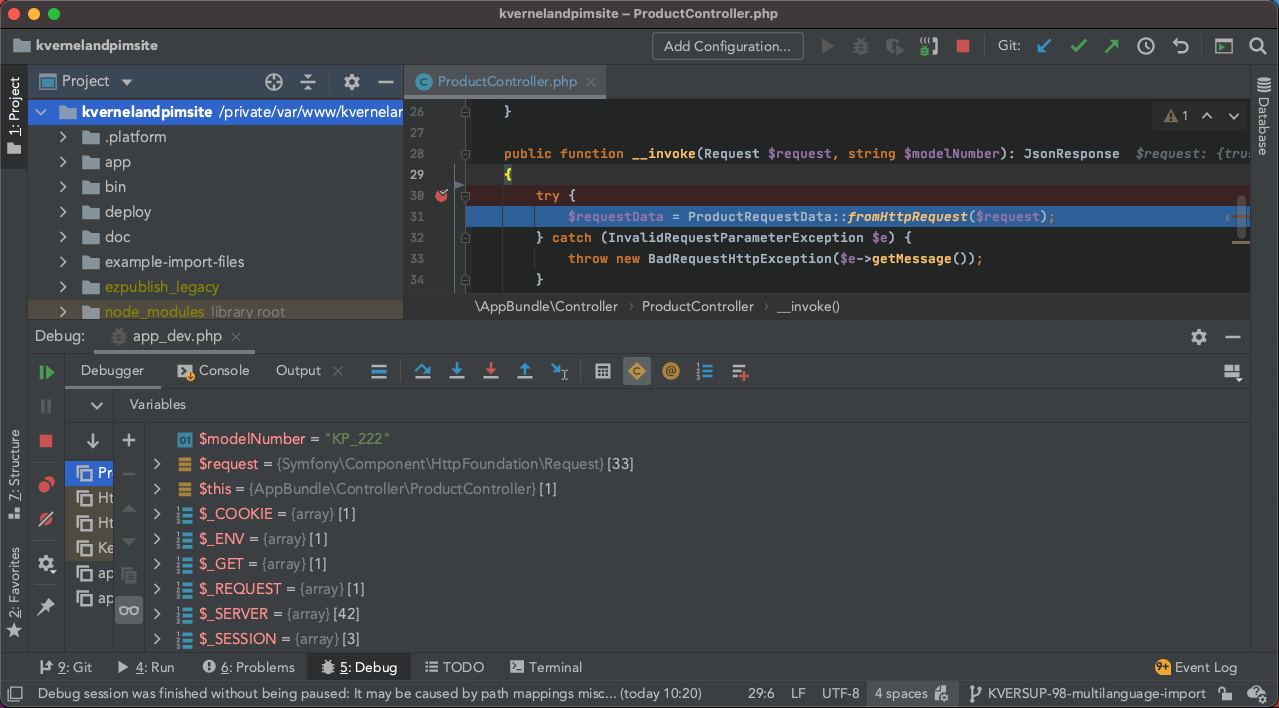 kvernelandpimsite – ProductController.php
kvernelandpimsite
Add Configuration...
Git:
1: Project
Project
ProductController.php
Database
kvernelandpimsite /private/var/www/kvernelar
.platform
app
bin
deploy
doc
example-import-files
ezpublish_legacy
node_modules library root
1
26 }
27
28 public function __invoke(Request $request, string $modelNumber): JsonResponse $request: {trus
29 {
30 try {
31 $requestData = ProductRequestData::fromHttpRequest($request);
32 } catch (InvalidRequestParameterException $e) {
33 throw new BadRequestHttpException($e->getMessage());
34 }
\AppBundle\Controller › ProductController › __invoke()
Debug: app_dev.php
Debugger Console Output
Variables
7: Structure
2: Favorites
Pr
Ht
Ht
Ke
ap
ap
$modelNumber = "KP_222"
$request = {Symfony\Component\HttpFoundation\Request} [33]
$this = {AppBundle\Controller\ProductController} [1]
$_COOKIE = {array} [1]
$_ENV = {array} [1]
$_GET = {array} [1]
$_REQUEST = {array} [1]
$_SERVER = {array} [42]
$_SESSION = {array} [3]
9: Git 4: Run 6: Problems 5: Debug TODO Terminal 9+ Event Log
Debug session was finished without being paused: It may be caused by path mappings misc... (today 10:20) 29:6 LF UTF-8 4 spaces KVERSUP-98-multilanguage-import